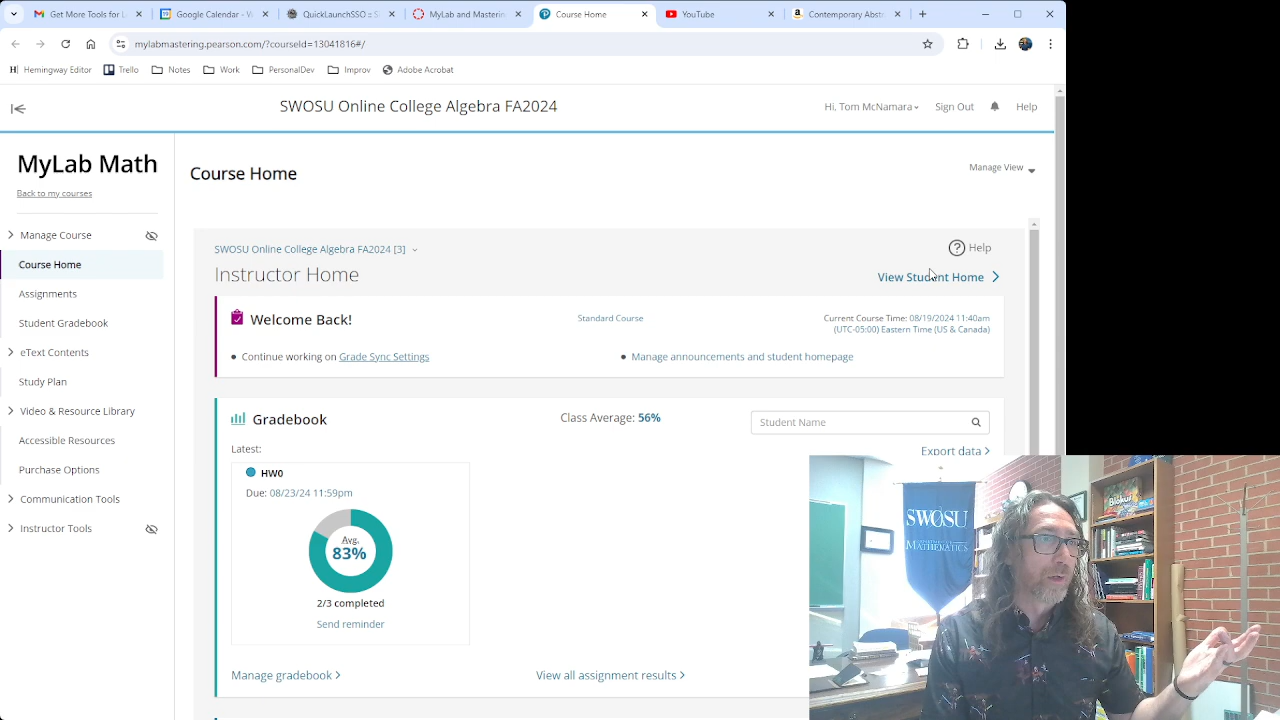 Gmail - Va
Google Calendar - V
ScLaunchSSO ::
MyLab and Masterin
Course Home
YouTube
Contemporary Abst
mylabmastering.pearson.com/?courseId=13041816#/
Hemingway Editor
Trello
Notes
Work
PersonalDev
Improv
Adobe Acrobat
SWOSU Online College Algebra FA2024
Hi, Tom McNamara
Sign Out
Help
MyLab Math
Back to my courses
Manage Course
Course Home
Assignments
Student Gradebook
eText Contents
Study Plan
Video & Resource Library
Accessible Resources
Purchase Options
Communication Tools
Instructor Tools
Course Home
Manage View
SWOSU Online College Algebra FA2024 [3]
Help
Instructor Home
View Student Home
Welcome Back!
Standard Course
Current Course Time: 08/19/2024 11:40am
(UTC-05:00) Eastern Time (US & Canada)
Continue working on Grade Sync Settings
Manage announcements and student homepage
Gradebook
Class Average: 56%
Student Name
Export data
Latest:
HW0
Due: 08/23/24 11:59pm
Avg.
83%
2/3 completed
Send reminder
Manage gradebook
View all assignment results
SWOSU
MATHEMATICS
Blokus